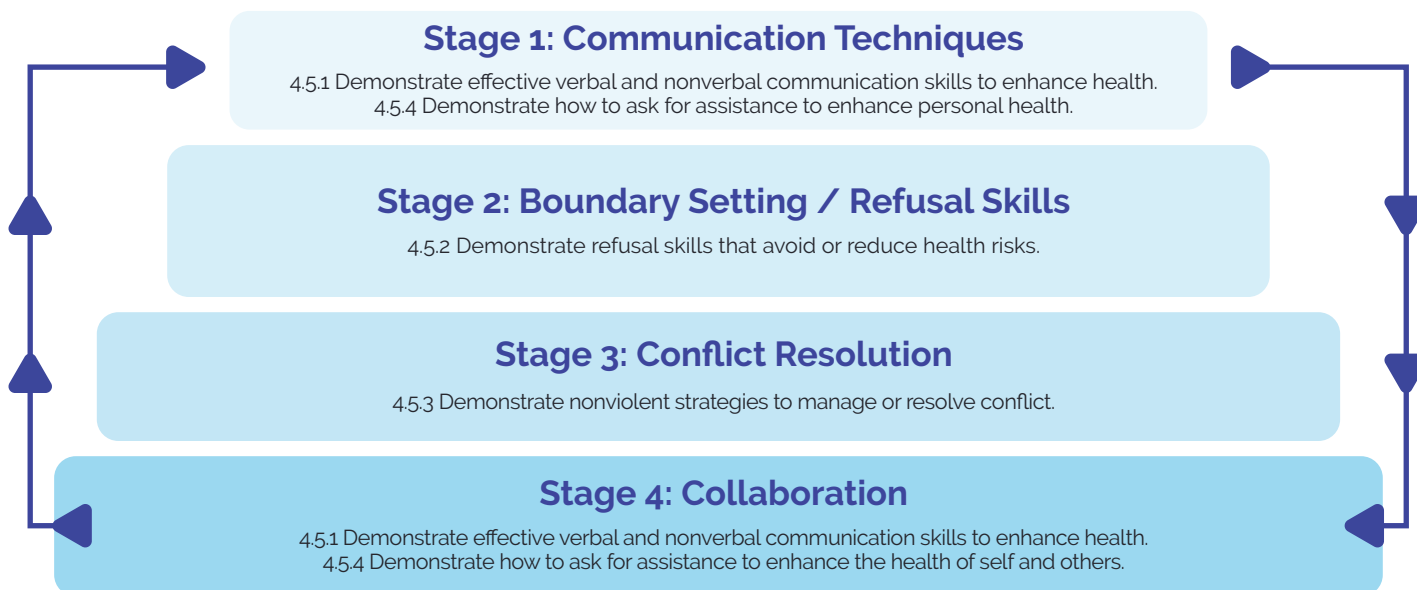 Stage 1: Communication Techniques
4.5.1 Demonstrate effective verbal and nonverbal communication skills to enhance health.
4.5.4 Demonstrate how to ask for assistance to enhance personal health.
Stage 2: Boundary Setting / Refusal Skills
4.5.2 Demonstrate refusal skills that avoid or reduce health risks.
Stage 3: Conflict Resolution
4.5.3 Demonstrate nonviolent strategies to manage or resolve conflict.
Stage 4: Collaboration
4.5.1 Demonstrate effective verbal and nonverbal communication skills to enhance health.
4.5.4 Demonstrate how to ask for assistance to enhance the health of self and others.